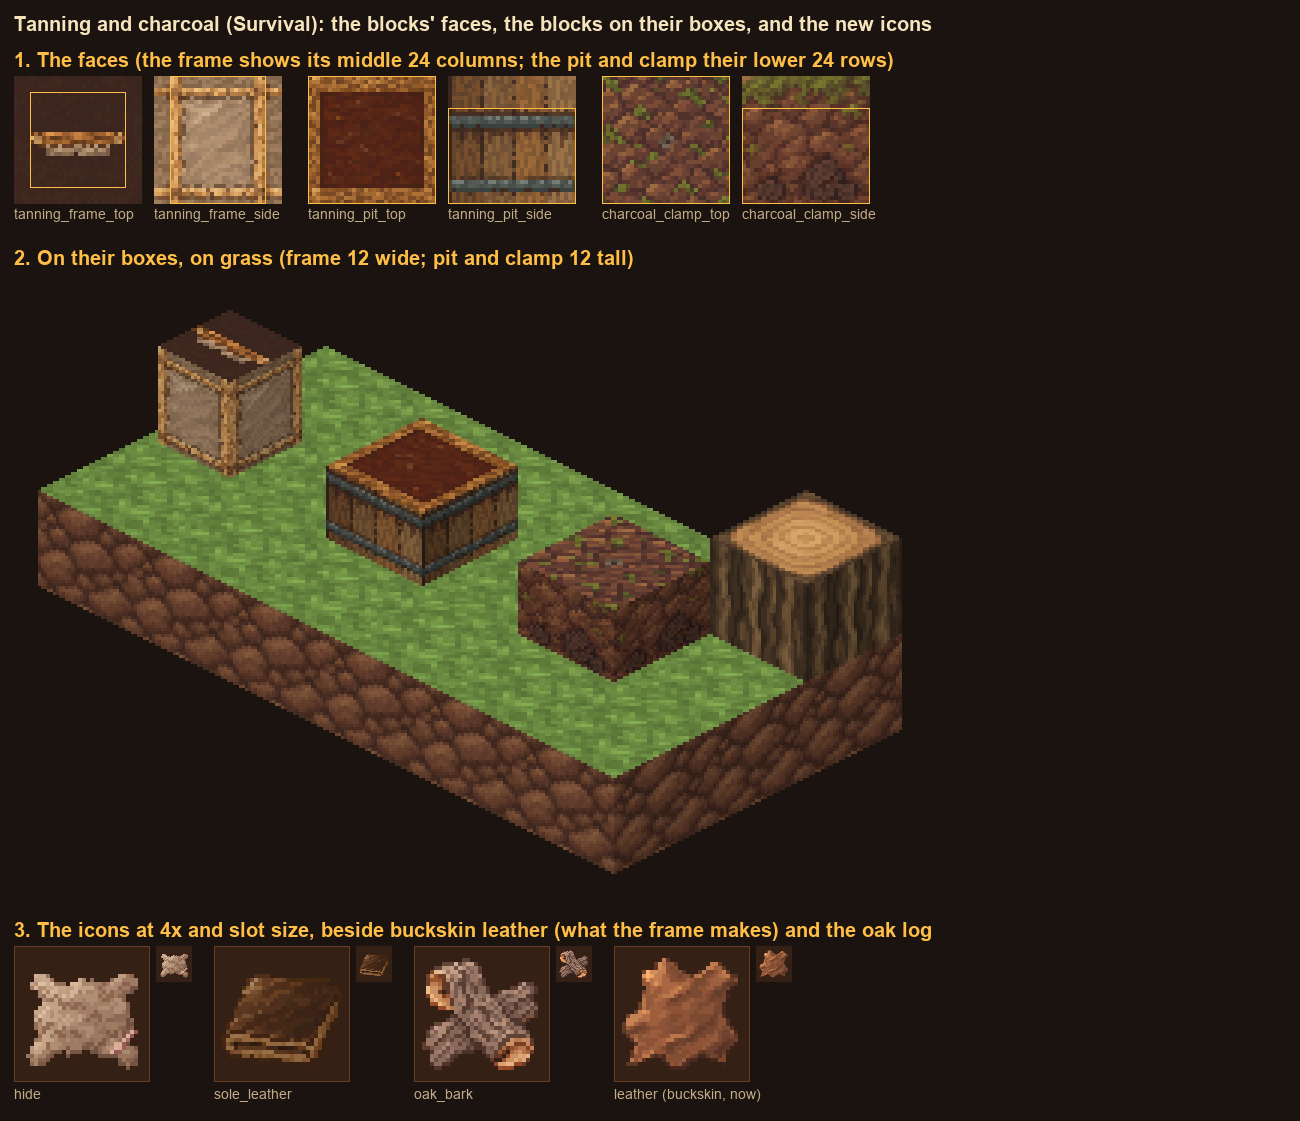 Tanning and charcoal (Survival): the blocks' faces, the blocks on their boxes, and the new icons
1. The faces (the frame shows its middle 24 columns; the pit and clamp their lower 24 rows)
tanning_frame_top
tanning_frame_side
tanning_pit_top
tanning_pit_side
charcoal_clamp_top
charcoal_clamp_side
2. On their boxes, on grass (frame 12 wide; pit and clamp 12 tall)
3. The icons at 4x and slot size, beside buckskin leather (what the frame makes) and the oak log
hide
sole_leather
oak_bark
leather (buckskin, now)